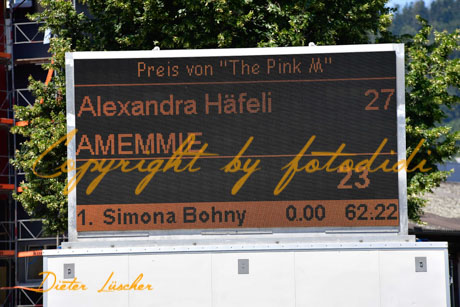 Preis von "The Pink M"
Alexandra Häfeli 27
AMEMMIE
Copyright by fotodidi
23
1. Simona Bohny 0.00 62.22
Dieter Lüscher